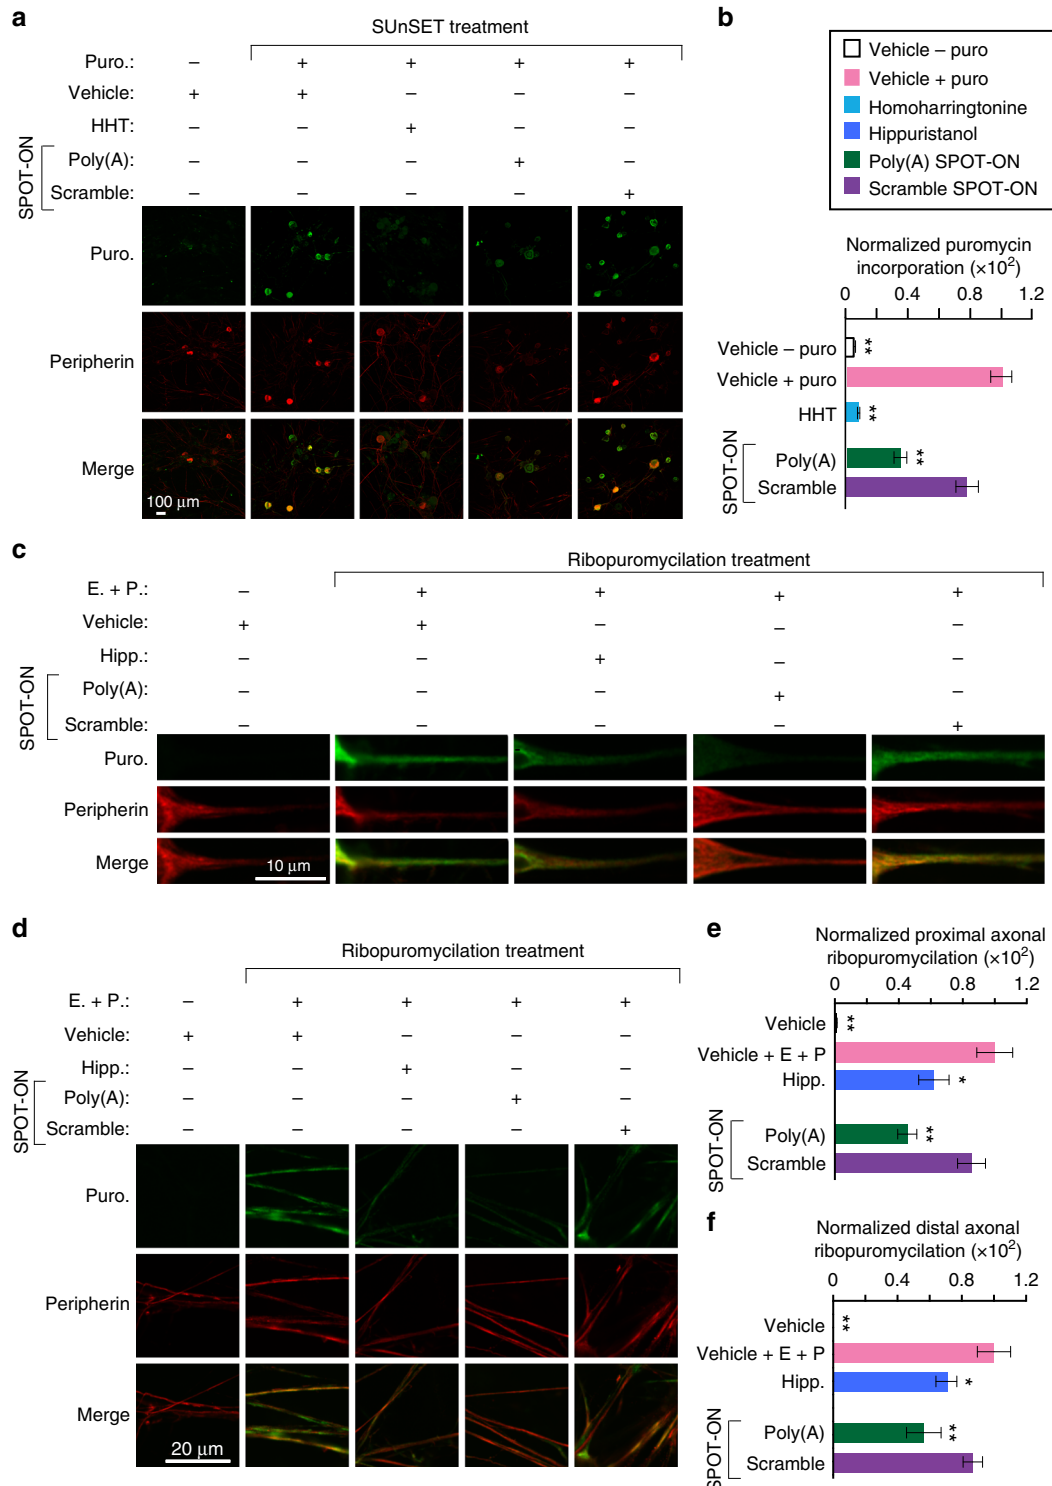 a
SUnSET treatment
Puro.: – + + + +
Vehicle: + + – – –
HHT: – – + – –
SPOT-ON
Poly(A): – – – + –
Scramble: – – – – +
Puro.
Peripherin
Merge
100 µm
b
Vehicle – puro
Vehicle + puro
Homoharringtonine
Hippuristanol
Poly(A) SPOT-ON
Scramble SPOT-ON
Normalized puromycin
incorporation (×10²)
0 0.4 0.8 1.2
Vehicle – puro **
Vehicle + puro
HHT **
SPOT-ON
Poly(A) **
Scramble
c
Ribopuromycilation treatment
E. + P.: – + + + +
Vehicle: + + – – –
Hipp.: – – + – –
SPOT-ON
Poly(A): – – – + –
Scramble: – – – – +
Puro.
Peripherin
Merge
10 µm
d
Ribopuromycilation treatment
E. + P.: – + + + +
Vehicle: + + – – –
Hipp.: – – + – –
SPOT-ON
Poly(A): – – – + –
Scramble: – – – – +
Puro.
Peripherin
Merge
20 µm
e
Normalized proximal axonal
ribopuromycilation (×10²)
0 0.4 0.8 1.2
Vehicle **
Vehicle + E + P
Hipp. *
SPOT-ON
Poly(A) **
Scramble
f
Normalized distal axonal
ribopuromycilation (×10²)
0 0.4 0.8 1.2
Vehicle **
Vehicle + E + P
Hipp. *
SPOT-ON
Poly(A) **
Scramble